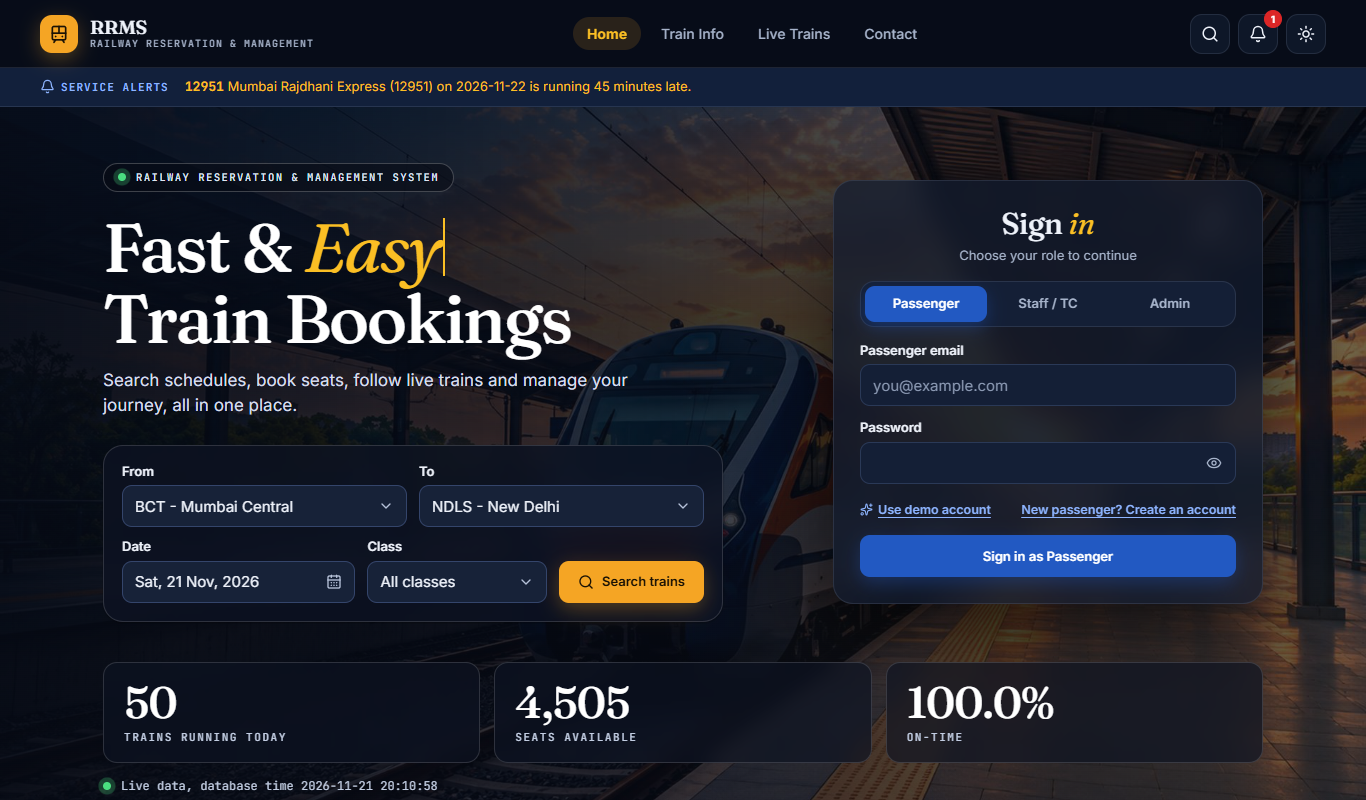 RRMS
RAILWAY RESERVATION & MANAGEMENT
Home
Train Info
Live Trains
Contact
1
SERVICE ALERTS
12951 Mumbai Rajdhani Express (12951) on 2026-11-22 is running 45 minutes late.
RAILWAY RESERVATION & MANAGEMENT SYSTEM
Fast & Easy
Train Bookings
Search schedules, book seats, follow live trains and manage your
journey, all in one place.
From
To
BCT - Mumbai Central
NDLS - New Delhi
Date
Class
Sat, 21 Nov, 2026
All classes
Search trains
Sign in
Choose your role to continue
Passenger
Staff / TC
Admin
Passenger email
you@example.com
Password
Use demo account
New passenger? Create an account
Sign in as Passenger
50
TRAINS RUNNING TODAY
4,505
SEATS AVAILABLE
100.0%
ON-TIME
Live data, database time 2026-11-21 20:10:58